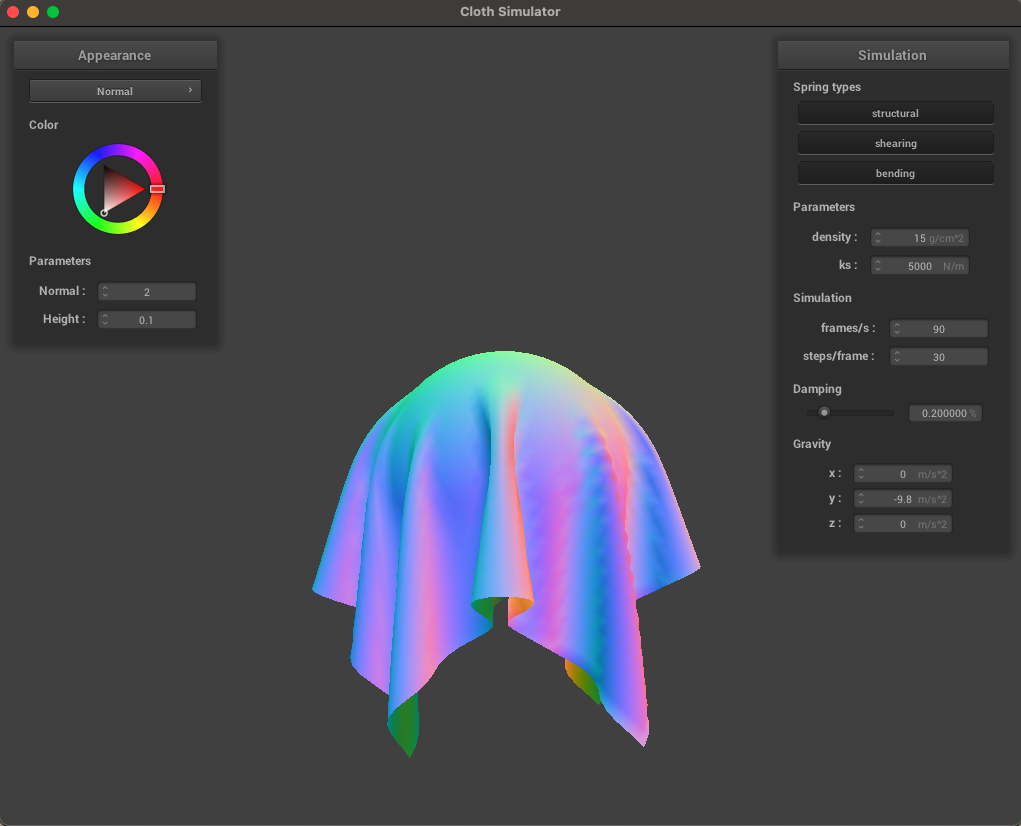 Cloth Simulator
Appearance
Normal
Color
Parameters
Normal :
2
Height :
0.1
Simulation
Spring types
structural
shearing
bending
Parameters
density :
15 g/cm^2
ks :
5000 N/m
Simulation
frames/s :
90
steps/frame :
30
Damping
0.200000 %
Gravity
x :
0 m/s^2
y :
-9.8 m/s^2
z :
0 m/s^2